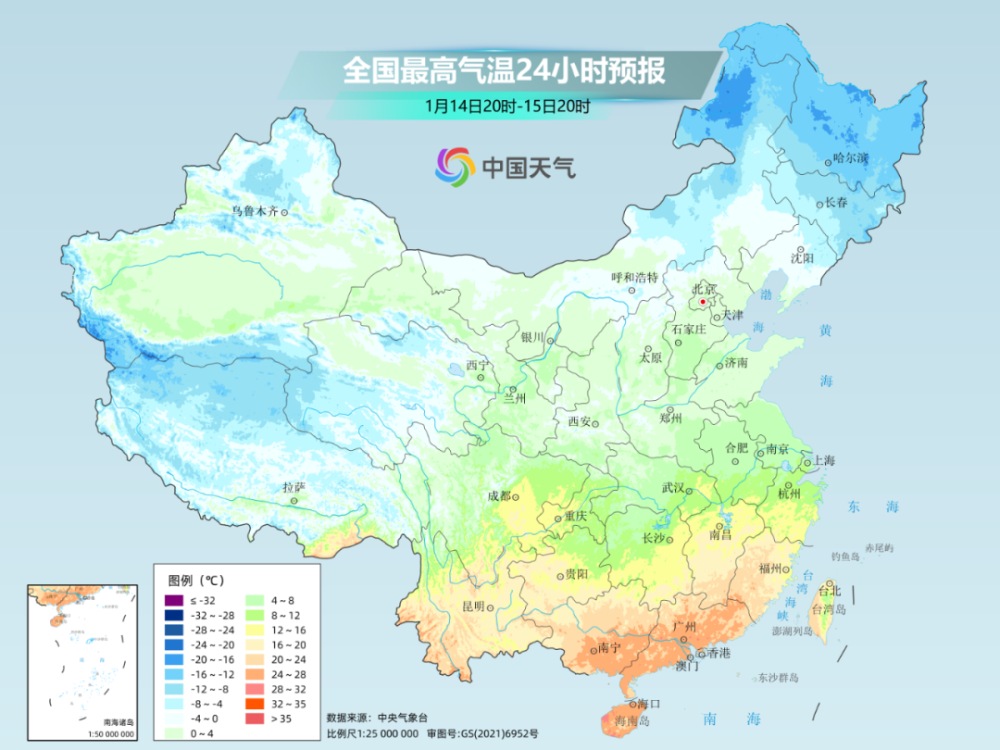 全国最高气温24小时预报
1月14日20时-15日20时
中国天气
哈尔滨
长春
乌鲁木齐
沈阳
呼和浩特
北京
渤
海
天津
黄
海
银川
石家庄
太原
济南
西宁
兰州
西安
郑州
合肥
南京
上海
拉萨
成都
武汉
杭州
重庆
东 海
长沙
南昌
钓鱼岛
赤尾屿
贵阳
福州
台
湾
海
峡
台北
台湾岛
昆明
广州
澎湖列岛
南宁
香港
澳门
东沙群岛
海口
海南岛
南 海
图例（℃）
≤ -32
-32 ~ -28
-28 ~ -24
-24 ~ -20
-20 ~ -16
-16 ~ -12
-12 ~ -8
-8 ~ -4
-4 ~ 0
0 ~ 4
4 ~ 8
8 ~ 12
12 ~ 16
16 ~ 20
20 ~ 24
24 ~ 28
28 ~ 32
32 ~ 35
> 35
南海诸岛
1:50 000 000
数据来源：中央气象台
比例尺1:25 000 000 审图号:GS(2021)6952号